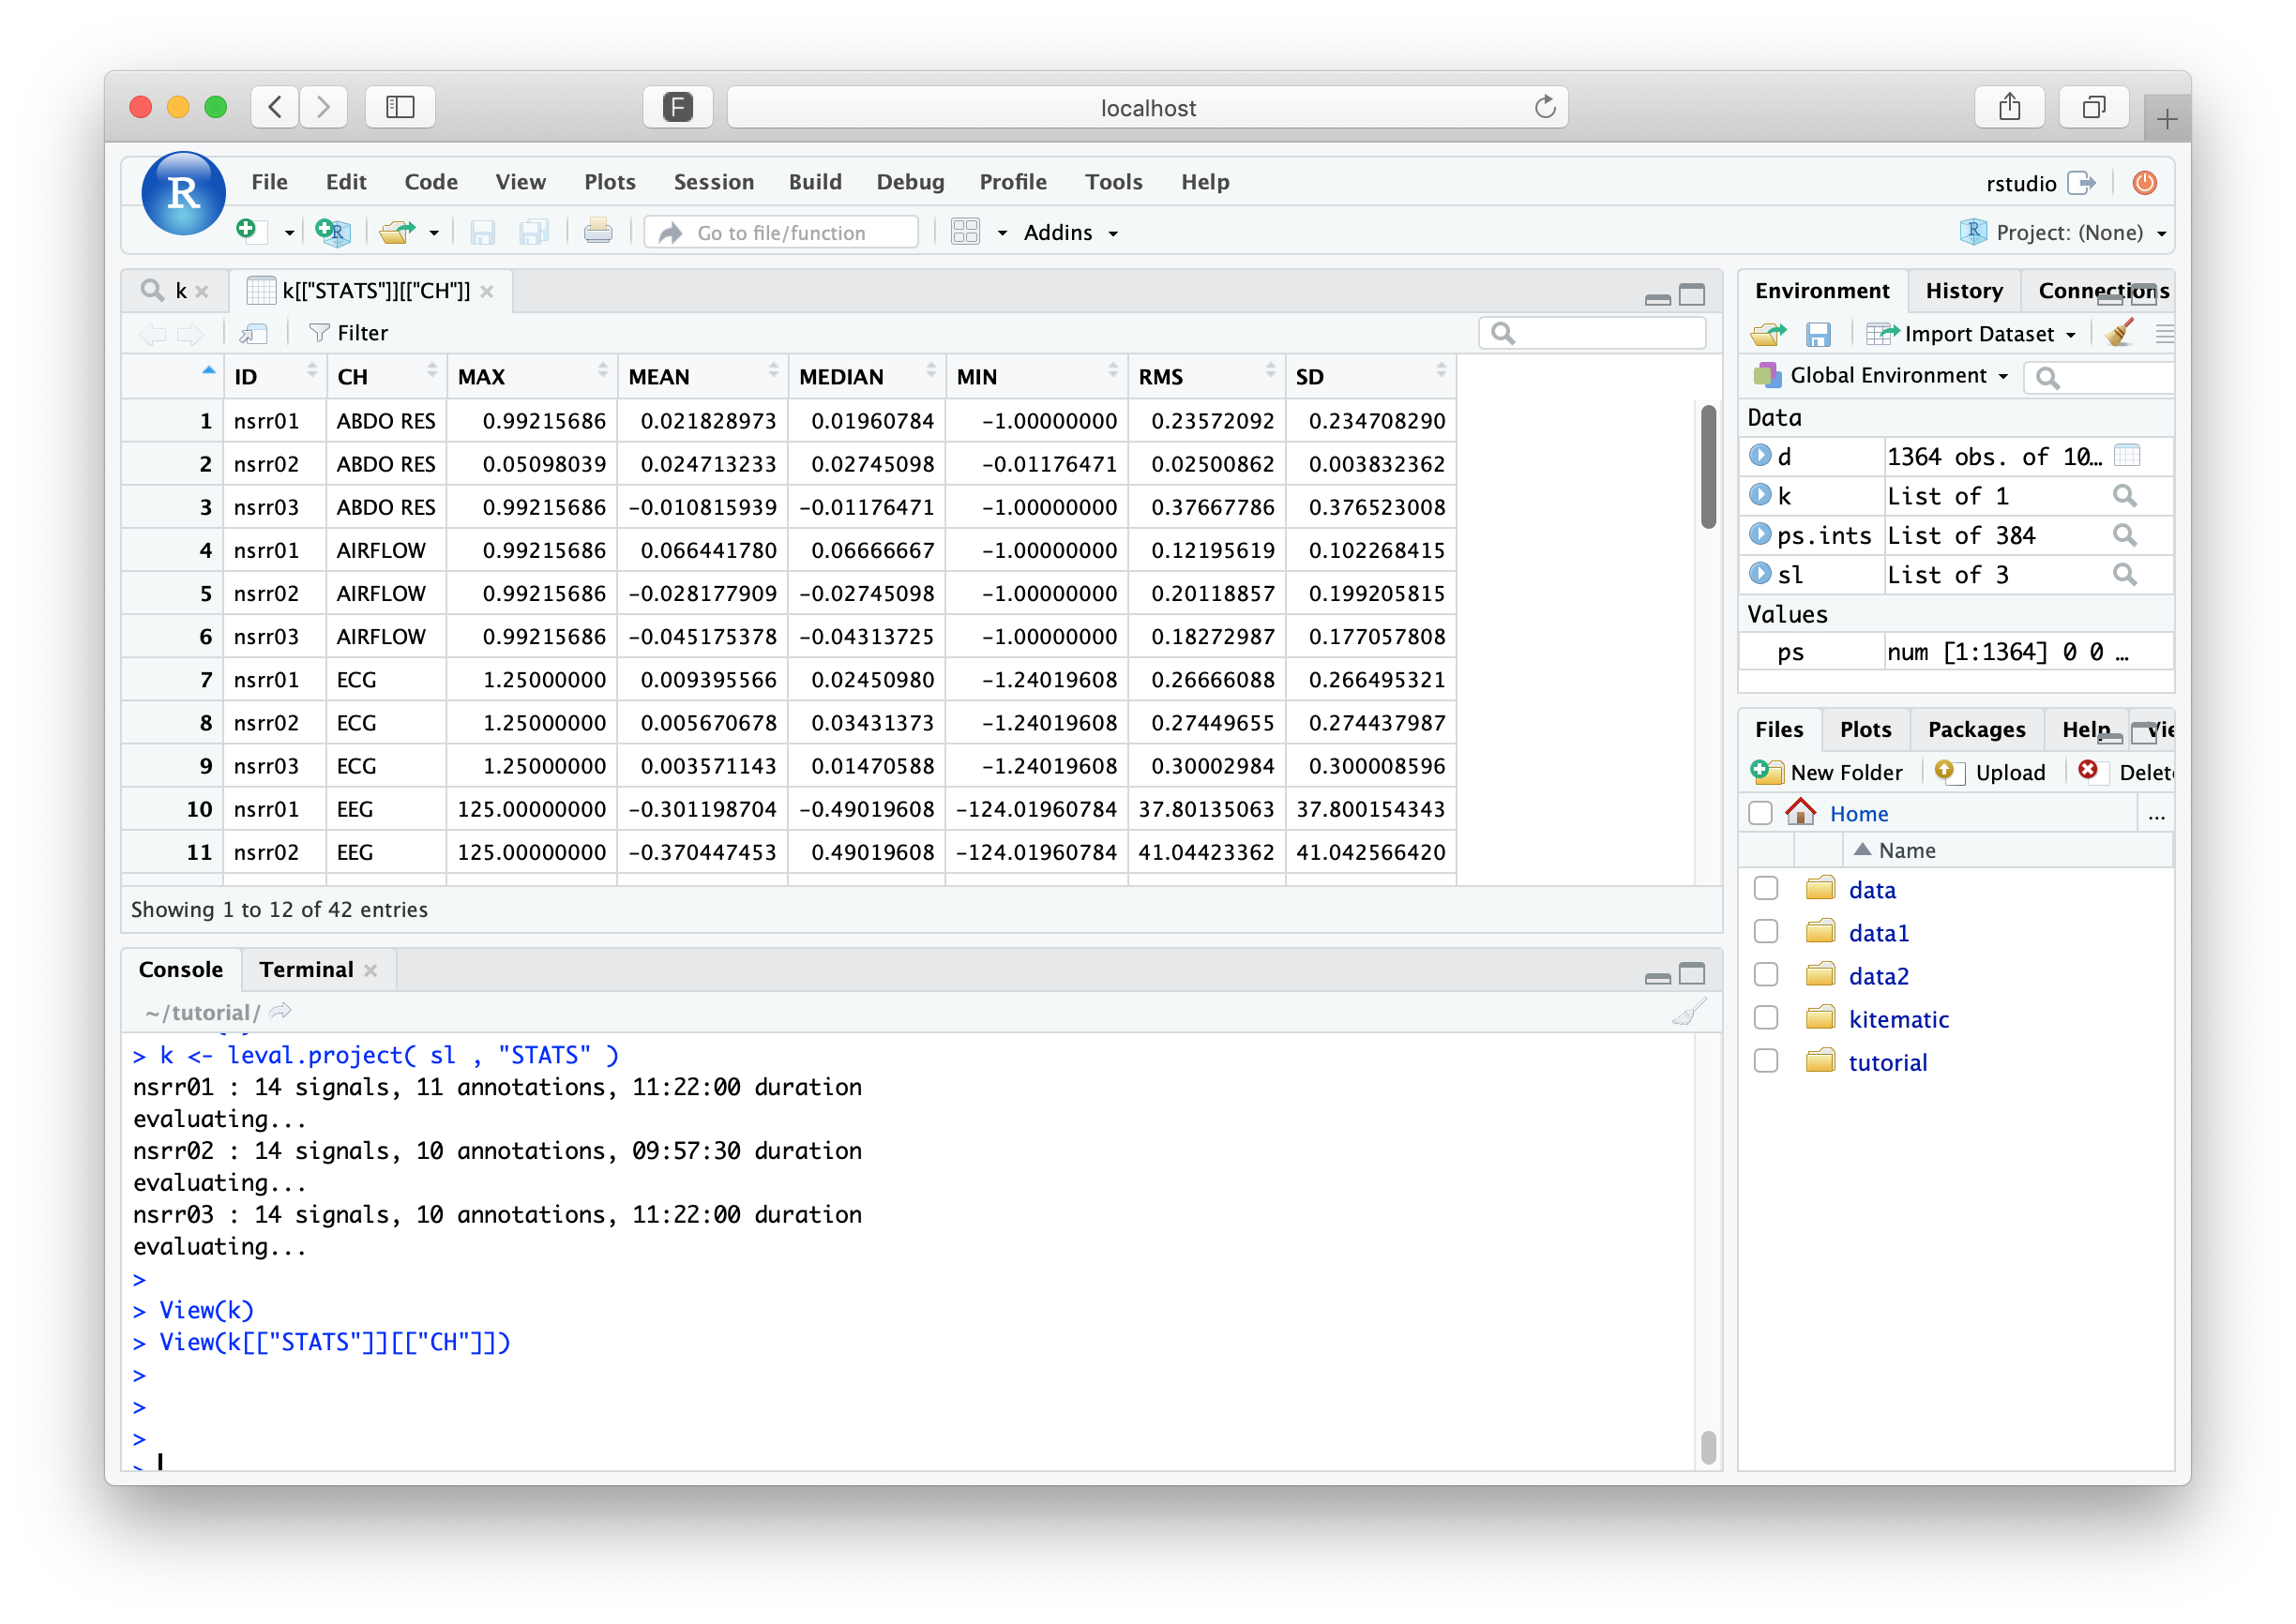 F
localhost
R
File Edit Code View Plots Session Build Debug Profile Tools Help
rstudio
Go to file/function
Addins
Project: (None)
k
k[["STATS"]][["CH"]]
Filter
ID CH MAX MEAN MEDIAN MIN RMS SD
1 nsrr01 ABDO RES 0.99215686 0.021828973 0.01960784 -1.00000000 0.23572092 0.234708290
2 nsrr02 ABDO RES 0.05098039 0.024713233 0.02745098 -0.01176471 0.02500862 0.003832362
3 nsrr03 ABDO RES 0.99215686 -0.010815939 -0.01176471 -1.00000000 0.37667786 0.376523008
4 nsrr01 AIRFLOW 0.99215686 0.066441780 0.06666667 -1.00000000 0.12195619 0.102268415
5 nsrr02 AIRFLOW 0.99215686 -0.028177909 -0.02745098 -1.00000000 0.20118857 0.199205815
6 nsrr03 AIRFLOW 0.99215686 -0.045175378 -0.04313725 -1.00000000 0.18272987 0.177057808
7 nsrr01 ECG 1.25000000 0.009395566 0.02450980 -1.24019608 0.26666088 0.266495321
8 nsrr02 ECG 1.25000000 0.005670678 0.03431373 -1.24019608 0.27449655 0.274437987
9 nsrr03 ECG 1.25000000 0.003571143 0.01470588 -1.24019608 0.30002984 0.300008596
10 nsrr01 EEG 125.00000000 -0.301198704 -0.49019608 -124.01960784 37.80135063 37.800154343
11 nsrr02 EEG 125.00000000 -0.370447453 0.49019608 -124.01960784 41.04423362 41.042566420
Showing 1 to 12 of 42 entries
Console Terminal
~/tutorial/
> k <- leval.project( sl , "STATS" )
nsrr01 : 14 signals, 11 annotations, 11:22:00 duration
evaluating...
nsrr02 : 14 signals, 10 annotations, 09:57:30 duration
evaluating...
nsrr03 : 14 signals, 10 annotations, 11:22:00 duration
evaluating...
>
> View(k)
> View(k[["STATS"]][["CH"]])
>
>
>
>
Environment History Connections
Import Dataset
Global Environment
Data
d 1364 obs. of 10…
k List of 1
ps.ints List of 384
sl List of 3
Values
ps num [1:1364] 0 0 …
Files Plots Packages Help Vie
New Folder Upload Delet
Home ...
Name
data
data1
data2
kitematic
tutorial